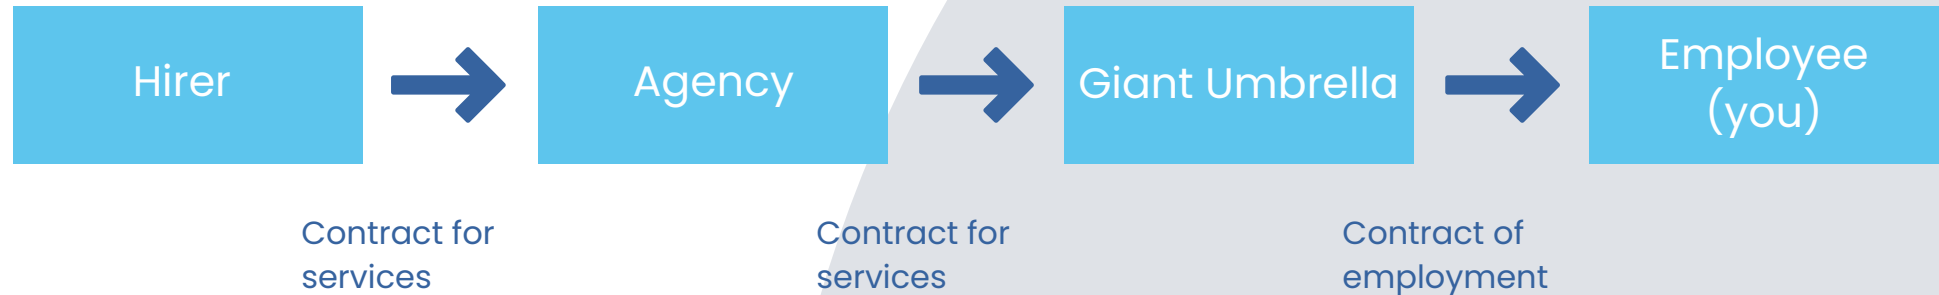 Hirer
Agency
Giant Umbrella
Employee
(you)
Contract for
services
Contract for
services
Contract of
employment